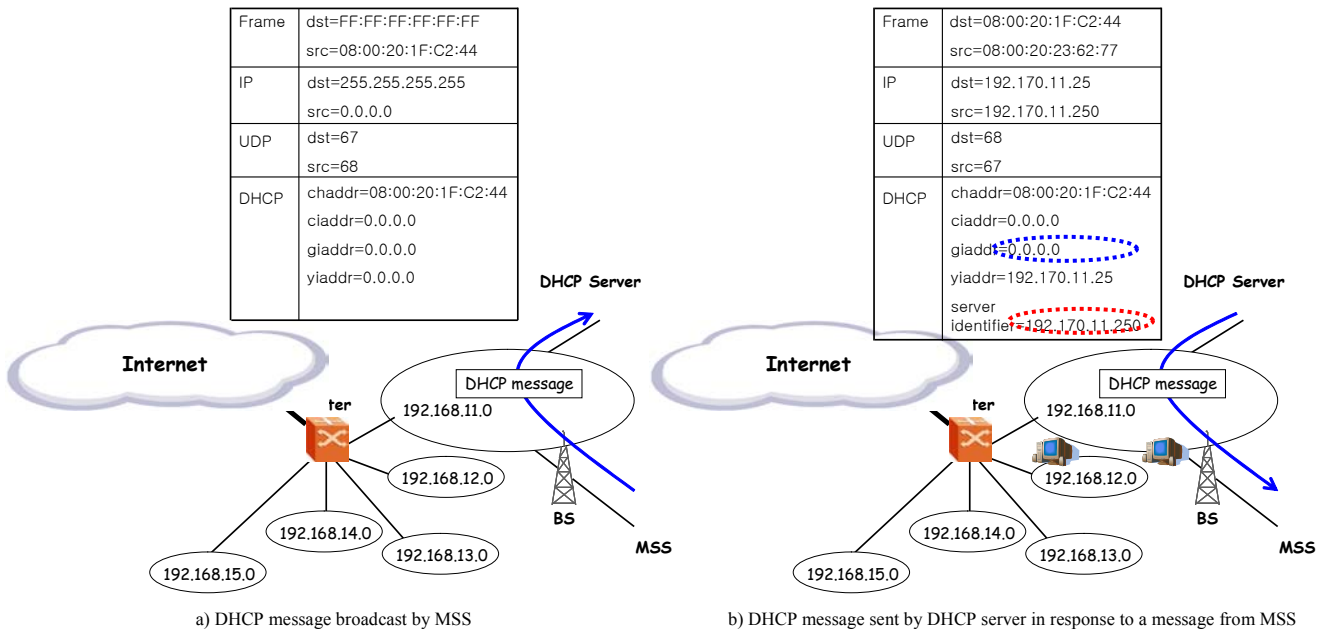 Frame
dst=FF:FF:FF:FF:FF:FF
src=08:00:20:1F:C2:44
IP
dst=255.255.255.255
src=0.0.0.0
UDP
dst=67
src=68
DHCP
chaddr=08:00:20:1F:C2:44
ciaddr=0.0.0.0
giaddr=0.0.0.0
yiaddr=0.0.0.0
DHCP Server
Internet
DHCP message
ter
192.168.11.0
192.168.12.0
BS
192.168.14.0
192.168.13.0
MSS
192.168.15.0
a) DHCP message broadcast by MSS
Frame
dst=08:00:20:1F:C2:44
src=08:00:20:23:62:77
IP
dst=192.170.11.25
src=192.170.11.250
UDP
dst=68
src=67
DHCP
chaddr=08:00:20:1F:C2:44
ciaddr=0.0.0.0
giaddr=0.0.0.0
yiaddr=192.170.11.25
server
identifier=192.170.11.250
DHCP Server
Internet
DHCP message
ter
192.168.11.0
192.168.12.0
BS
192.168.14.0
192.168.13.0
MSS
192.168.15.0
b) DHCP message sent by DHCP server in response to a message from MSS